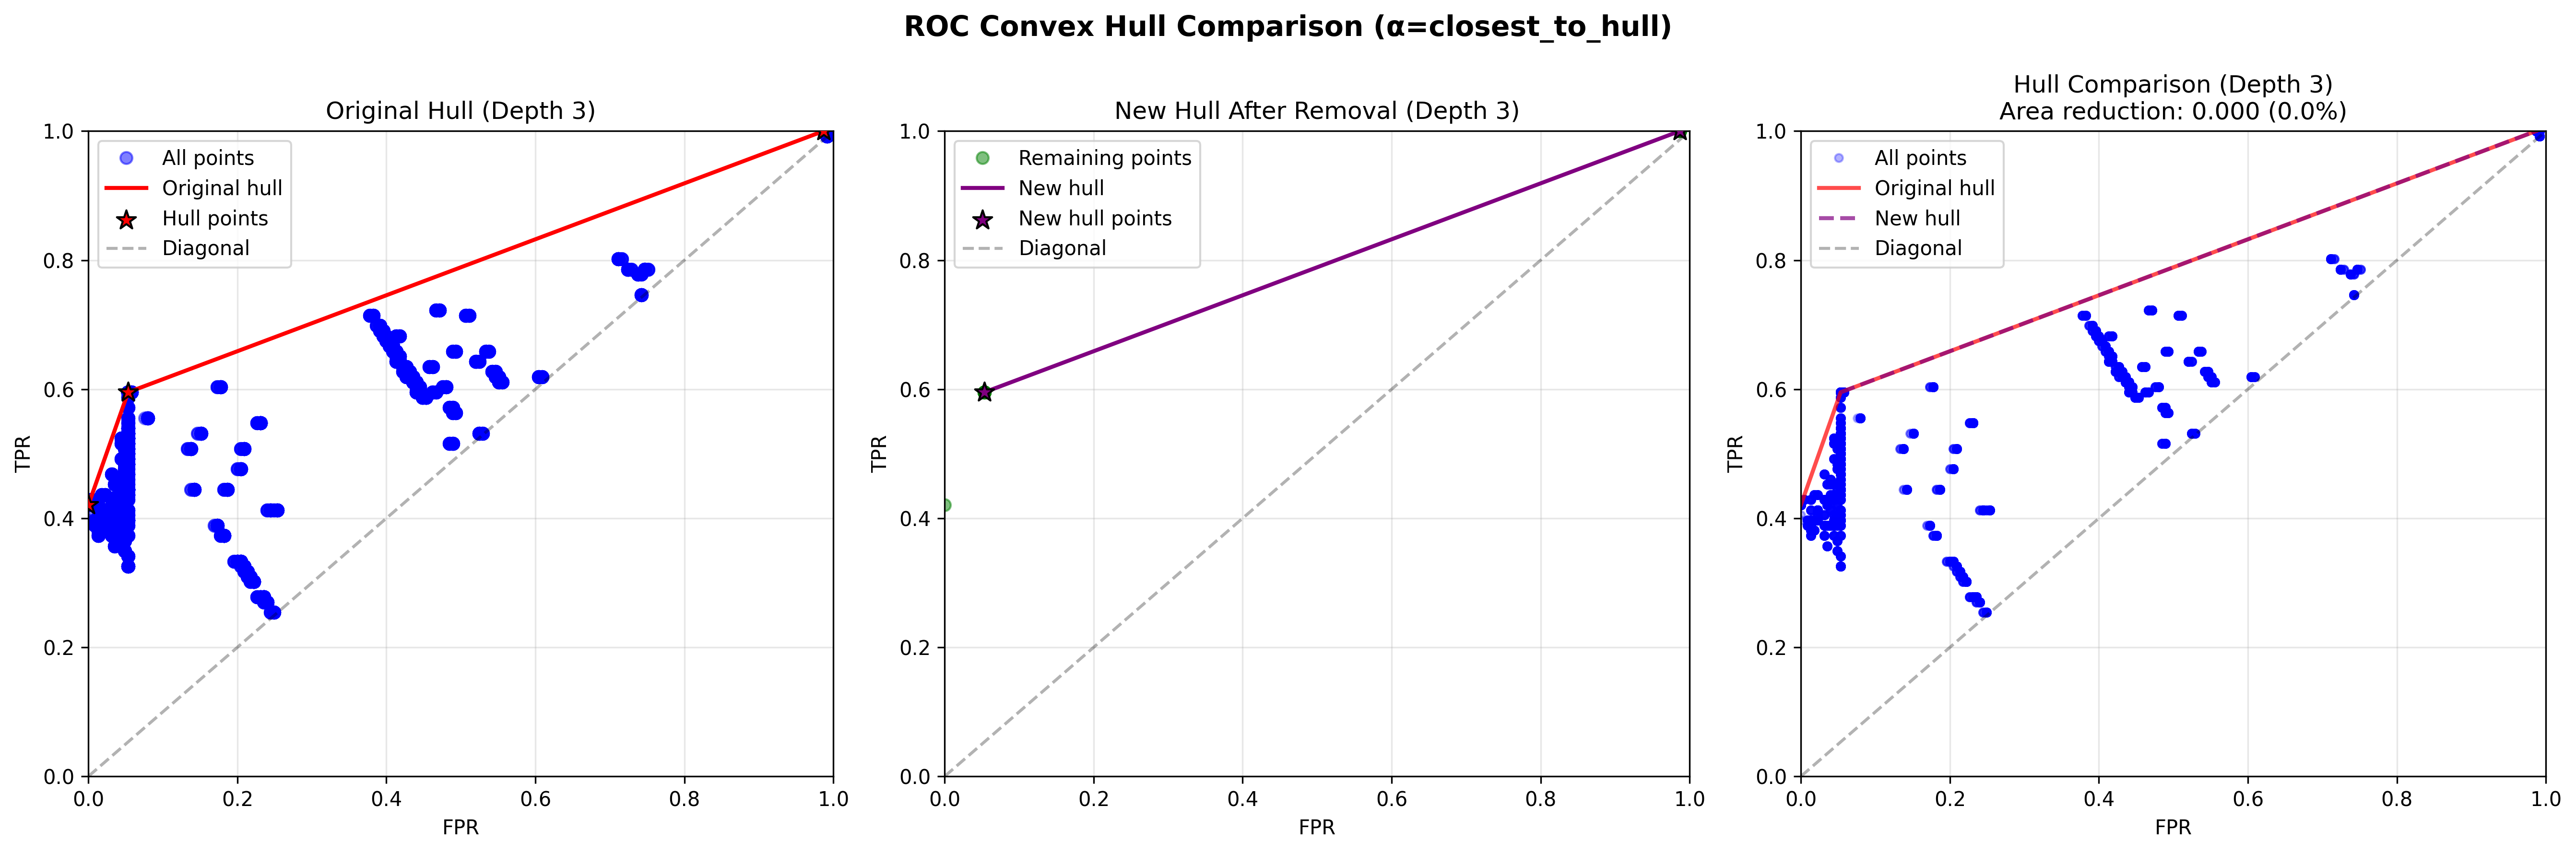 ROC Convex Hull Comparison (α=closest_to_hull)
Original Hull (Depth 3)
All points
Original hull
Hull points
Diagonal
1.0
0.8
0.6
0.4
0.2
0.0
TPR
0.0 0.2 0.4 0.6 0.8 1.0
FPR
New Hull After Removal (Depth 3)
Remaining points
New hull
New hull points
Diagonal
1.0
0.8
0.6
0.4
0.2
0.0
TPR
0.0 0.2 0.4 0.6 0.8 1.0
FPR
Hull Comparison (Depth 3)
Area reduction: 0.000 (0.0%)
All points
Original hull
New hull
Diagonal
1.0
0.8
0.6
0.4
0.2
0.0
TPR
0.0 0.2 0.4 0.6 0.8 1.0
FPR